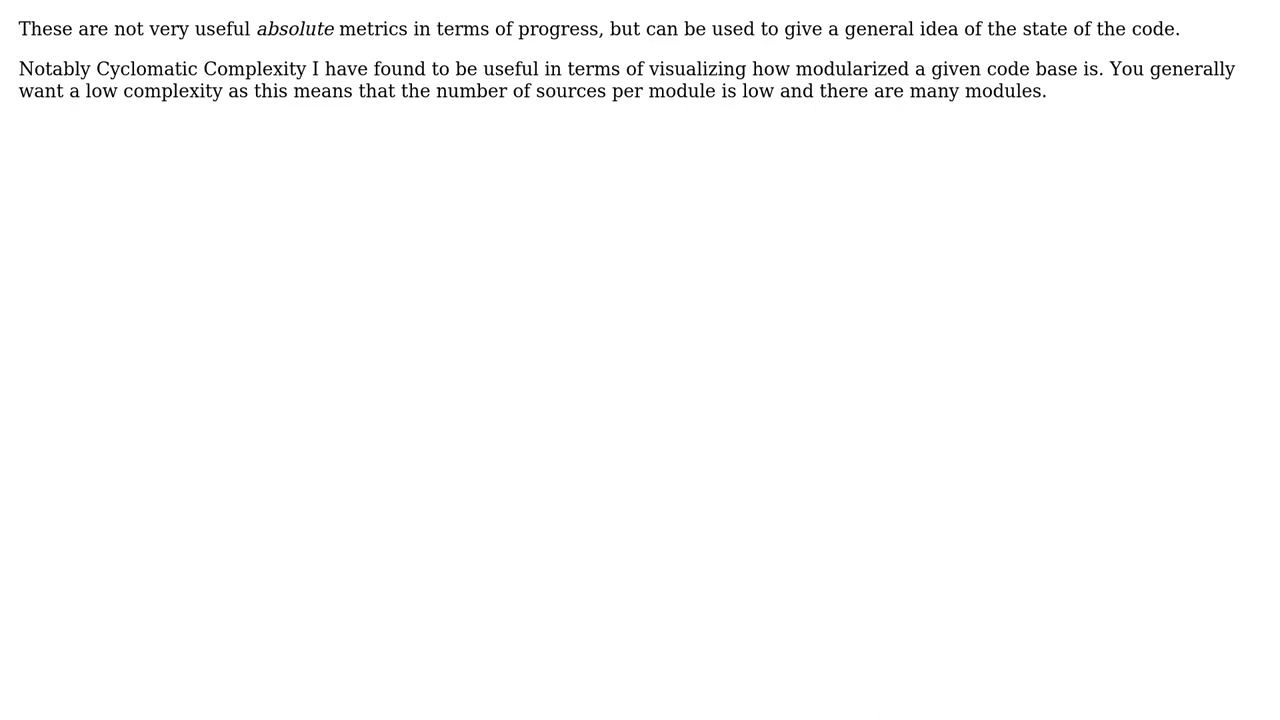 These are not very useful absolute metrics in terms of progress, but can be used to give a general idea of the state of the code.
Notably Cyclomatic Complexity I have found to be useful in terms of visualizing how modularized a given code base is. You generally
want a low complexity as this means that the number of sources per module is low and there are many modules.